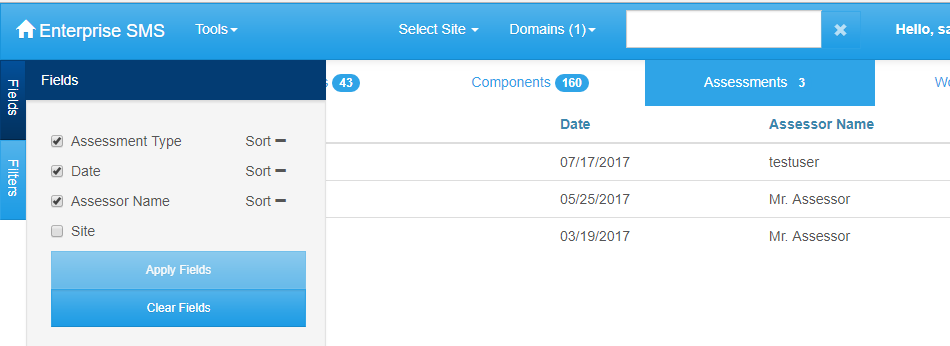 Enterprise SMS Tools Select Site Domains (1) Hello, sa
Fields
Filters
Fields
s 43 Components 160 Assessments 3 Wo
Date Assessor Name
Assessment Type Sort
Date Sort
Assessor Name Sort
Site
Apply Fields
Clear Fields
07/17/2017 testuser
05/25/2017 Mr. Assessor
03/19/2017 Mr. Assessor